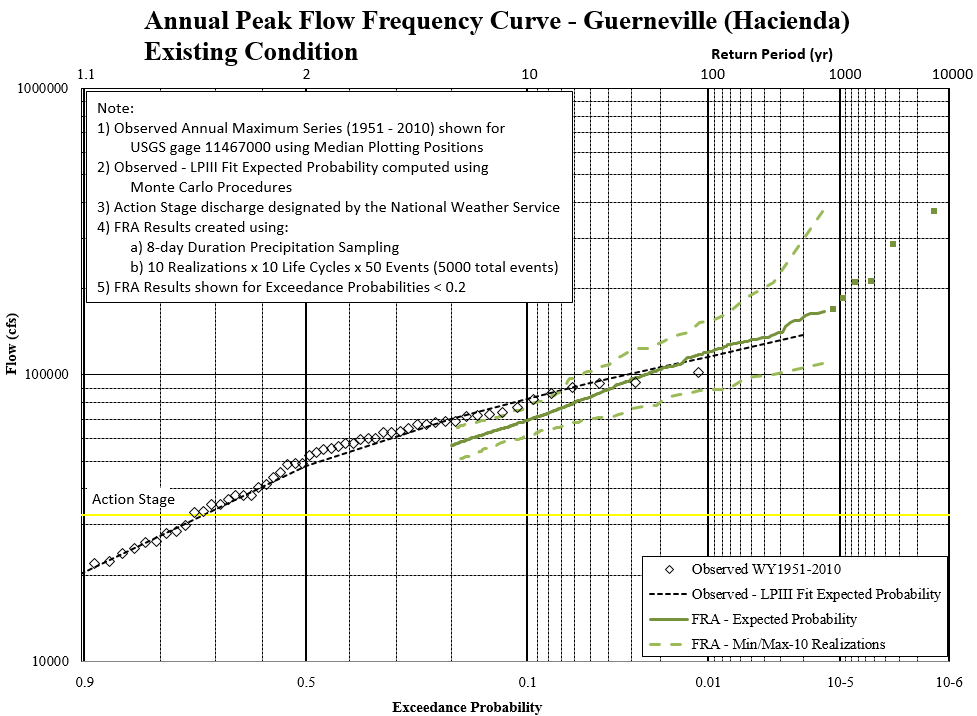 Annual Peak Flow Frequency Curve - Guerneville (Hacienda)
Existing Condition
Return Period (yr)
1.1 2 10 100 1000 10000
1000000
Note:
1) Observed Annual Maximum Series (1951 - 2010) shown for
USGS gage 11467000 using Median Plotting Positions
2) Observed - LPIII Fit Expected Probability computed using
Monte Carlo Procedures
3) Action Stage discharge designated by the National Weather Service
4) FRA Results created using:
a) 8-day Duration Precipitation Sampling
b) 10 Realizations x 10 Life Cycles x 50 Events (5000 total events)
5) FRA Results shown for Exceedance Probabilities < 0.2
Flow (cfs)
100000
Action Stage
Observed WY1951-2010
Observed - LPIII Fit Expected Probability
FRA - Expected Probability
FRA - Min/Max-10 Realizations
10000
0.9 0.5 0.1 0.01 10-5 10-6
Exceedance Probability